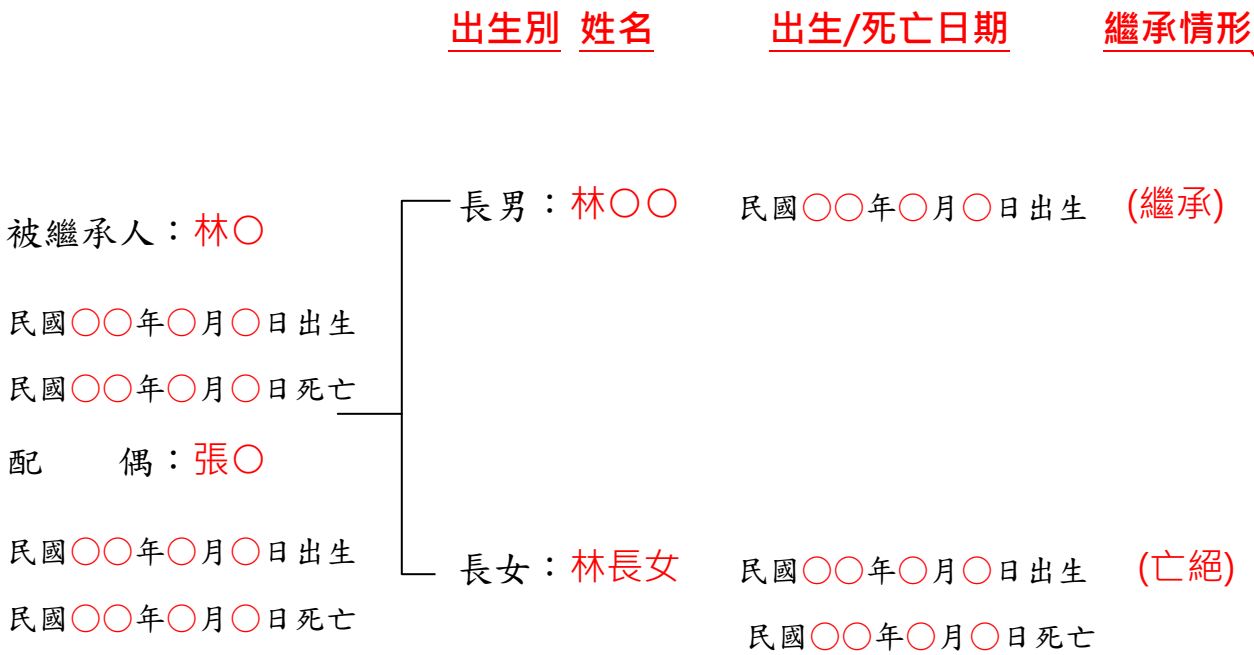 出生別 姓名 出生/死亡日期 繼承情形
長男：林○○ 民國○○年○月○日出生 (繼承)
被繼承人：林○
民國○○年○月○日出生
民國○○年○月○日死亡
配 偶：張○
民國○○年○月○日出生
民國○○年○月○日死亡
長女：林長女 民國○○年○月○日出生 (亡絕)
民國○○年○月○日死亡